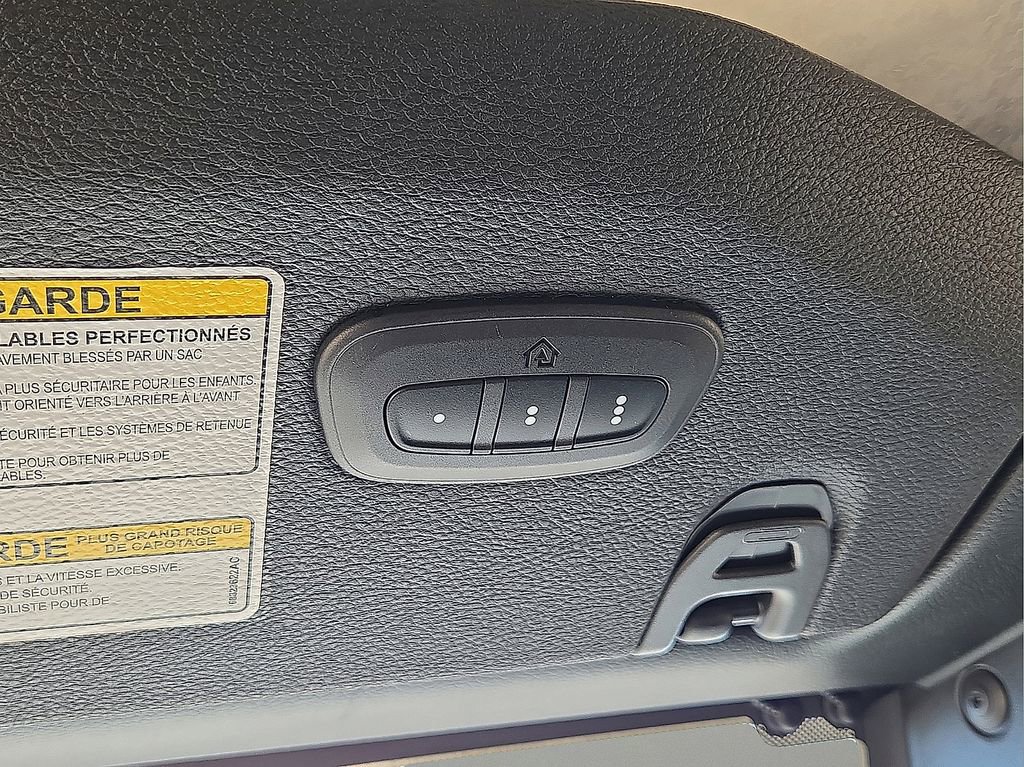 GARDE
LABLES PERFECTIONNÉS
AVEMENT BLESSÉS PAR UN SAC
A PLUS SÉCURITAIRE POUR LES ENFANTS.
IT ORIENTÉ VERS L'ARRIÈRE À L'AVANT
ÉCURITÉ ET LES SYSTÈMES DE RETENUE
TE POUR OBTENIR PLUS DE
ABLES.
RDE PLUS GRAND RISQUE
DE CAPOTAGE
S ET LA VITESSE EXCESSIVE.
DE SÉCURITÉ.
BILISTE POUR DE
68322622AC